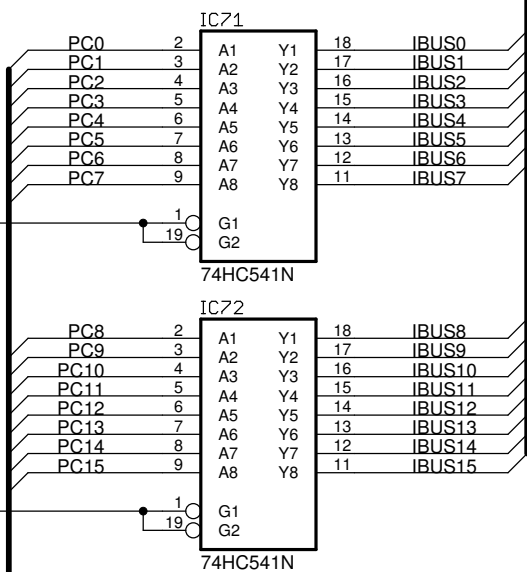 IC71
PC0 2 A1 Y1 18 IBUS0
PC1 3 A2 Y2 17 IBUS1
PC2 4 A3 Y3 16 IBUS2
PC3 5 A4 Y4 15 IBUS3
PC4 6 A5 Y5 14 IBUS4
PC5 7 A6 Y6 13 IBUS5
PC6 8 A7 Y7 12 IBUS6
PC7 9 A8 Y8 11 IBUS7
1 G1
19 G2
74HC541N
IC72
PC8 2 A1 Y1 18 IBUS8
PC9 3 A2 Y2 17 IBUS9
PC10 4 A3 Y3 16 IBUS10
PC11 5 A4 Y4 15 IBUS11
PC12 6 A5 Y5 14 IBUS12
PC13 7 A6 Y6 13 IBUS13
PC14 8 A7 Y7 12 IBUS14
PC15 9 A8 Y8 11 IBUS15
1 G1
19 G2
74HC541N